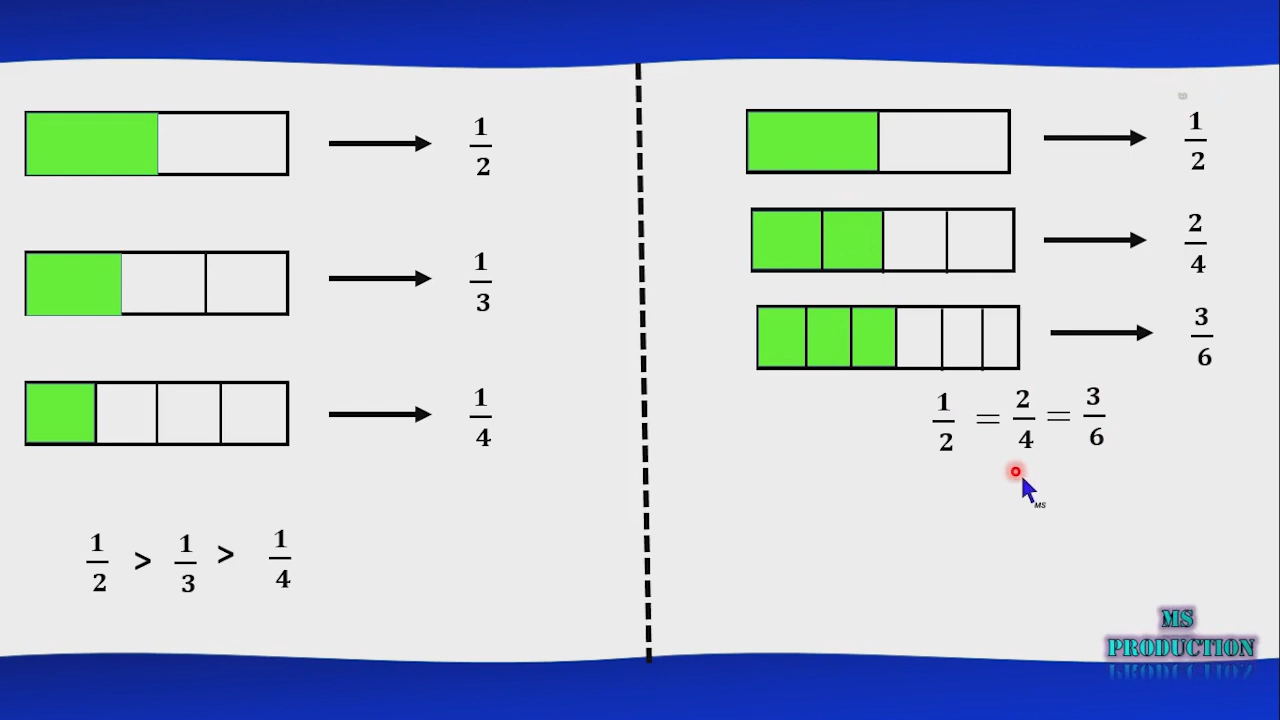 1/2
1/3
1/4
1/2 > 1/3 > 1/4
1/2
2/4
3/6
1/2 = 2/4 = 3/6
MS
MS
PRODUCTION